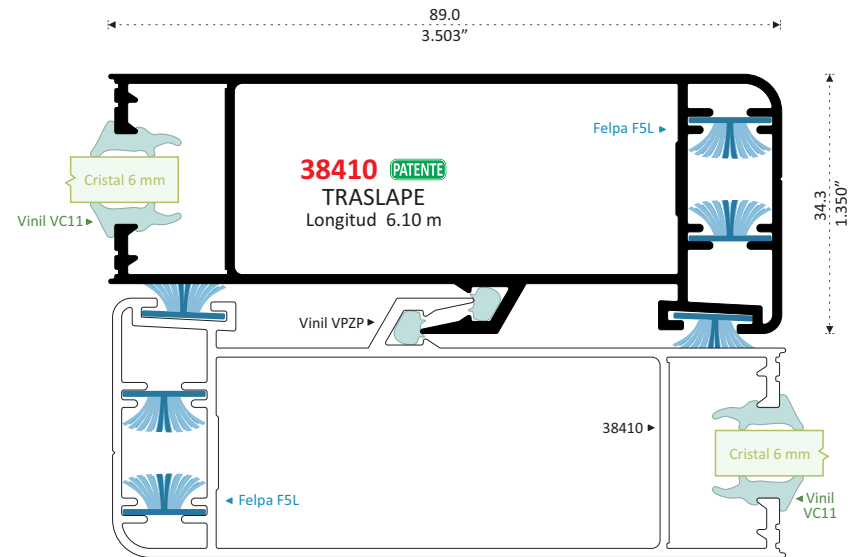 89.0
3.503”
Felpa F5L
38410 PATENTE
TRASLAPE
Longitud 6.10 m
Cristal 6 mm
Vinil VC11
34.3
1.350”
Vinil VPZP
38410
Cristal 6 mm
Felpa F5L
Vinil
VC11